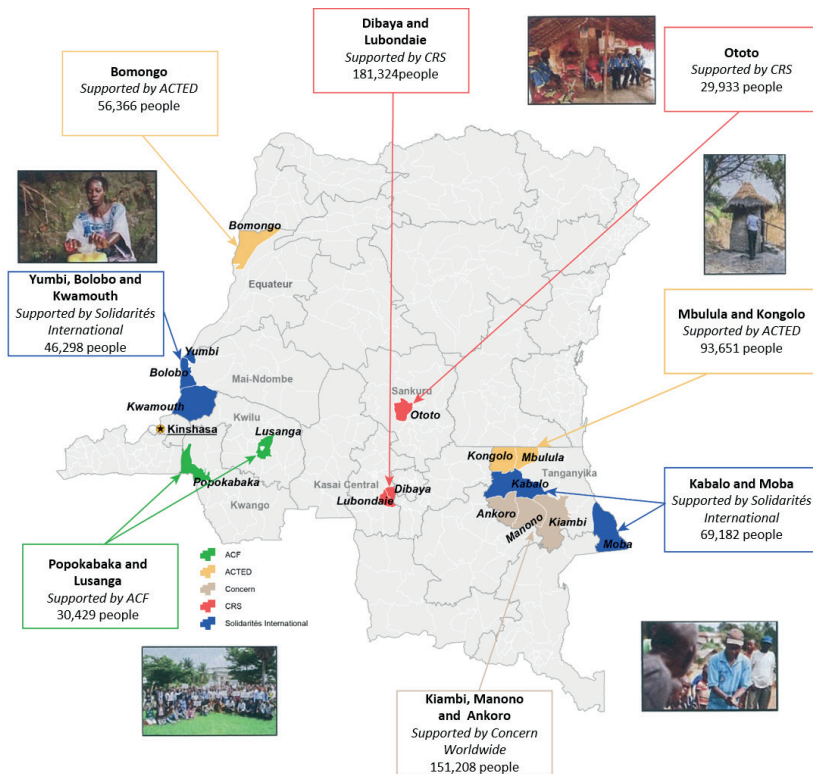 Dibaya and
Lubondaie
Supported by CRS
181,324people
Ototo
Supported by CRS
29,933 people
Bomongo
Supported by ACTED
56,366 people
Yumbi, Bolobo and
Kwamouth
Supported by Solidarités
International
46,298 people
Mbulula and Kongolo
Supported by ACTED
93,651 people
Bomongo
Equateur
Yumbi
Bolobo
Mai-Ndombe
Kwamouth
Sankuru
Ototo
Kinshasa
Kwilu
Lusanga
Popokabaka
Kwango
Kasai Central
Dibaya
Lubondaie
Kongolo
Mbulula
Tanganyika
Kabalo
Ankoro
Manono
Kiambi
Moba
Kabalo and Moba
Supported by Solidarités
International
69,182 people
Popokabaka and
Lusanga
Supported by ACF
30,429 people
ACF
ACTED
Concern
CRS
Solidarités International
Kiambi, Manono
and Ankoro
Supported by Concern
Worldwide
151,208 people